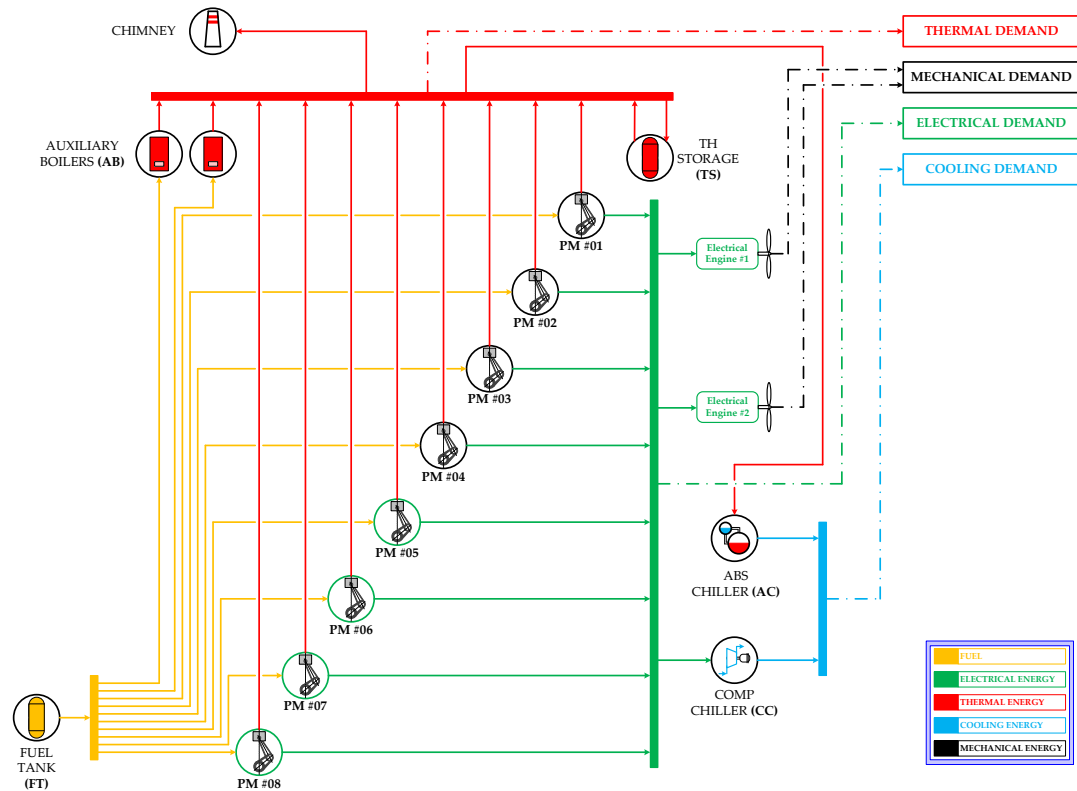 CHIMNEY
THERMAL DEMAND
MECHANICAL DEMAND
ELECTRICAL DEMAND
COOLING DEMAND
AUXILIARY
BOILERS (AB)
TH
STORAGE
(TS)
PM #01
Electrical
Engine #1
PM #02
PM #03
Electrical
Engine #2
PM #04
PM #05
ABS
CHILLER (AC)
PM #06
PM #07
COMP
CHILLER (CC)
FUEL
TANK
(FT)
PM #08
FUEL
ELECTRICAL ENERGY
THERMAL ENERGY
COOLING ENERGY
MECHANICAL ENERGY